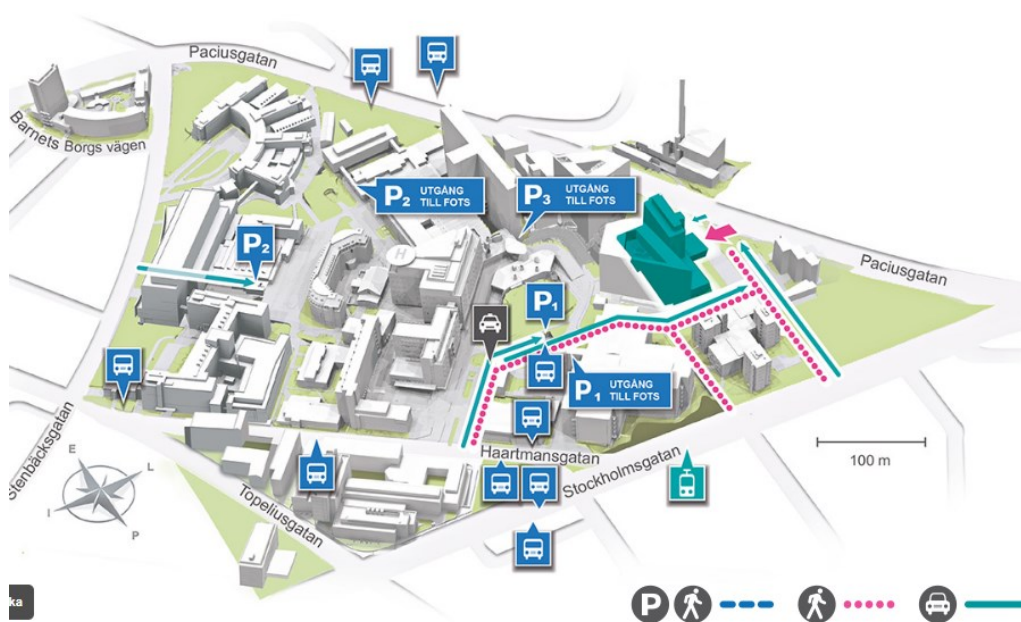 Paciusgatan
Barnets Borgs vägen
P2 UTGÅNG
TILL FOTS
P3 UTGÅNG
TILL FOTS
H
P2
Paciusgatan
P1
P1 UTGÅNG
TILL FOTS
Haartmansgatan
Stockholmsgatan
100 m
Stenbäcksgatan
E
L
I
P
Topeliusgatan
ka
P